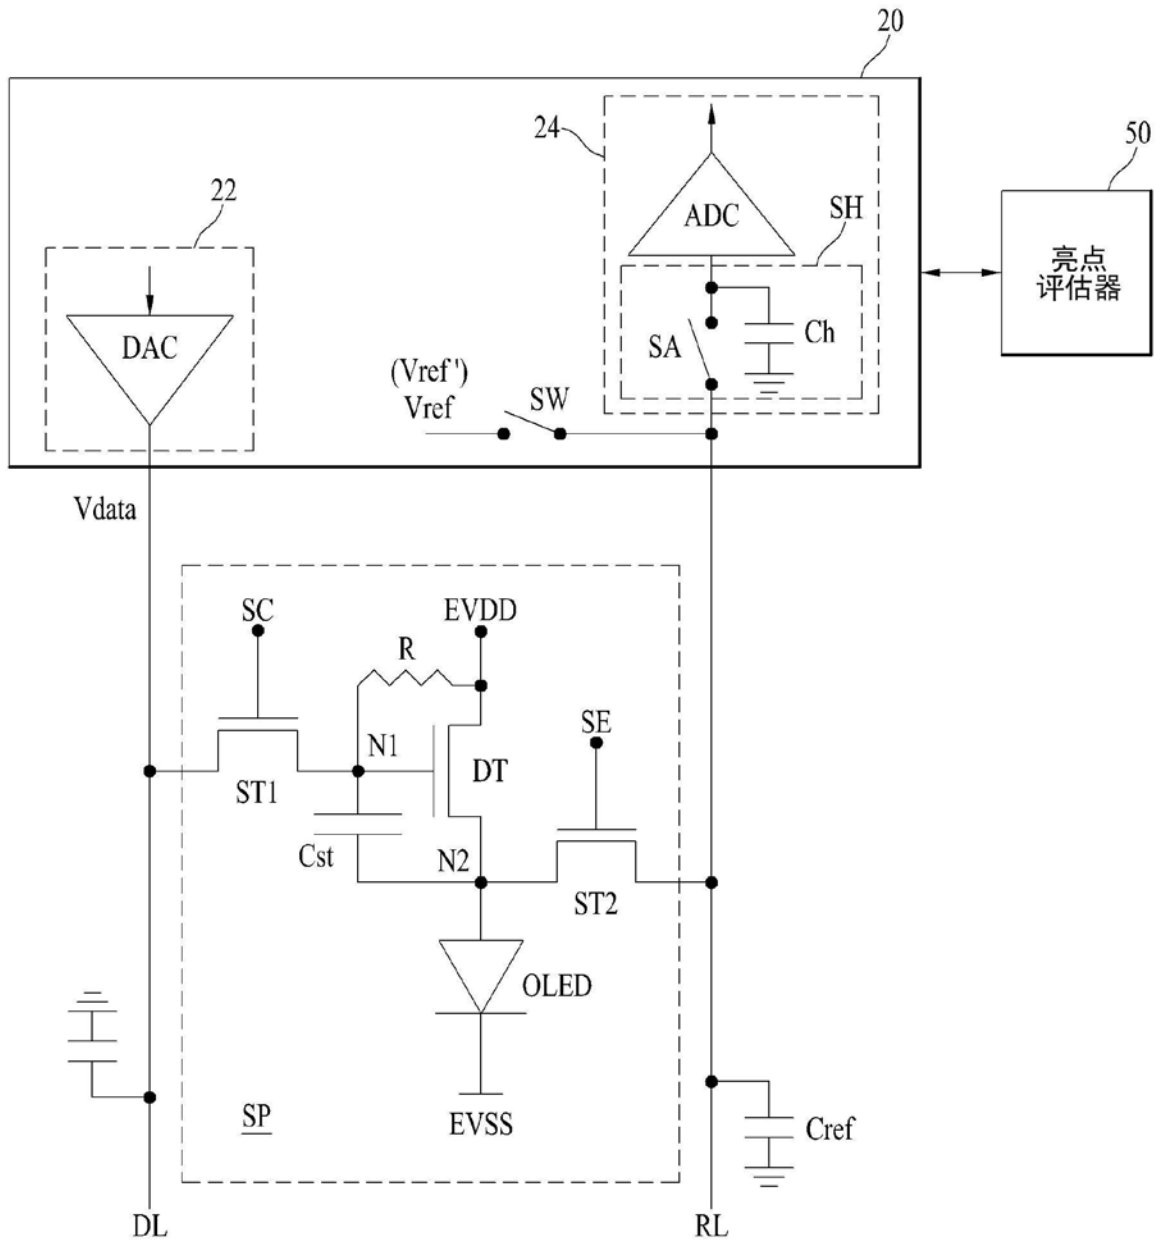 20
24
50
22
ADC
SH
亮点
评估器
DAC
SA
Ch
(Vref')
Vref
SW
Vdata
SC
EVDD
R
SE
N1
DT
ST1
Cst
N2
ST2
OLED
SP
EVSS
Cref
DL
RL